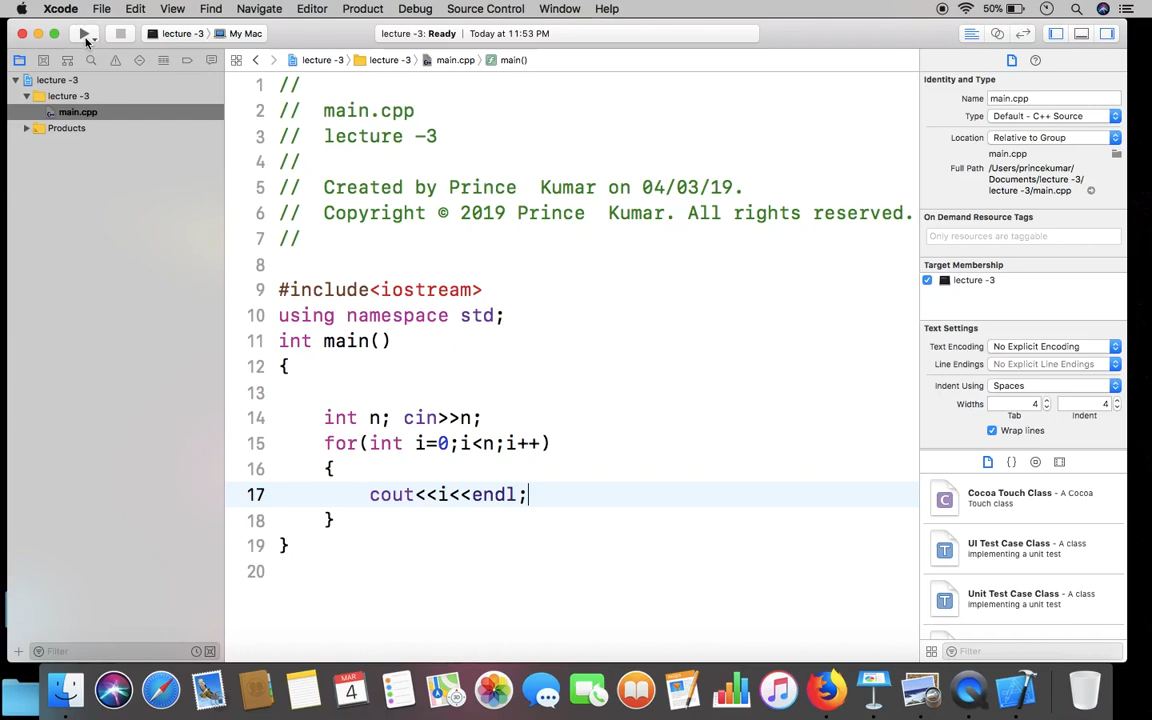 Xcode File Edit View Find Navigate Editor Product Debug Source Control Window Help 50%
lecture -3 My Mac lecture -3: Ready Today at 11:53 PM
lecture -3 lecture -3 main.cpp main()
lecture -3
lecture -3
main.cpp
Products
Filter
1 //
2 // main.cpp
3 // lecture -3
4 //
5 // Created by Prince Kumar on 04/03/19.
6 // Copyright © 2019 Prince Kumar. All rights reserved.
7 //
8
9 #include<iostream>
10 using namespace std;
11 int main()
12 {
13
14 int n; cin>>n;
15 for(int i=0;i<n;i++)
16 {
17 cout<<i<<endl;
18 }
19 }
20
Identity and Type
Name main.cpp
Type Default - C++ Source
Location Relative to Group
main.cpp
Full Path /Users/princekumar/
Documents/lecture -3/
lecture -3/main.cpp
On Demand Resource Tags
Only resources are taggable
Target Membership
lecture -3
Text Settings
Text Encoding No Explicit Encoding
Line Endings No Explicit Line Endings
Indent Using Spaces
Widths 4 4
Tab Indent
Wrap lines
{}
C Cocoa Touch Class - A Cocoa
Touch class
T UI Test Case Class - A class
implementing a unit test
T Unit Test Case Class - A class
implementing a unit test
Filter
MAR
4